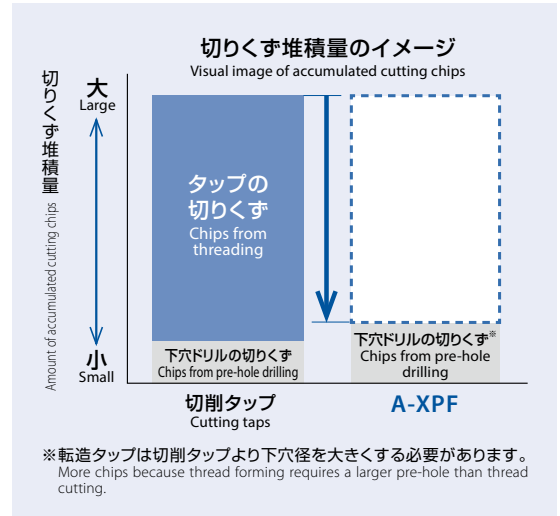 切りくず堆積量のイメージ
Visual image of accumulated cutting chips
切りくず堆積量
Amount of accumulated cutting chips
大
Large
小
Small
タップの
切りくず
Chips from
threading
下穴ドリルの切りくず
Chips from pre-hole drilling
下穴ドリルの切りくず※
Chips from pre-hole
drilling
切削タップ
Cutting taps
A-XPF
※転造タップは切削タップより下穴径を大きくする必要があります。
More chips because thread forming requires a larger pre-hole than thread
cutting.